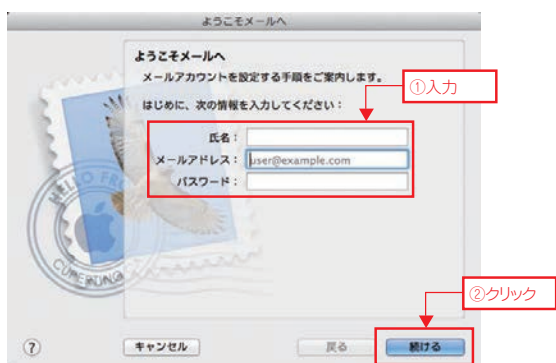 ようこそメールへ
ようこそメールへ
メールアカウントを設定する手順をご案内します。
①入力
はじめに、次の情報を入力してください：
氏名：
メールアドレス： user@example.com
パスワード：
HELLO FROM
CUPERTINO
②クリック
?
キャンセル
戻る
続ける